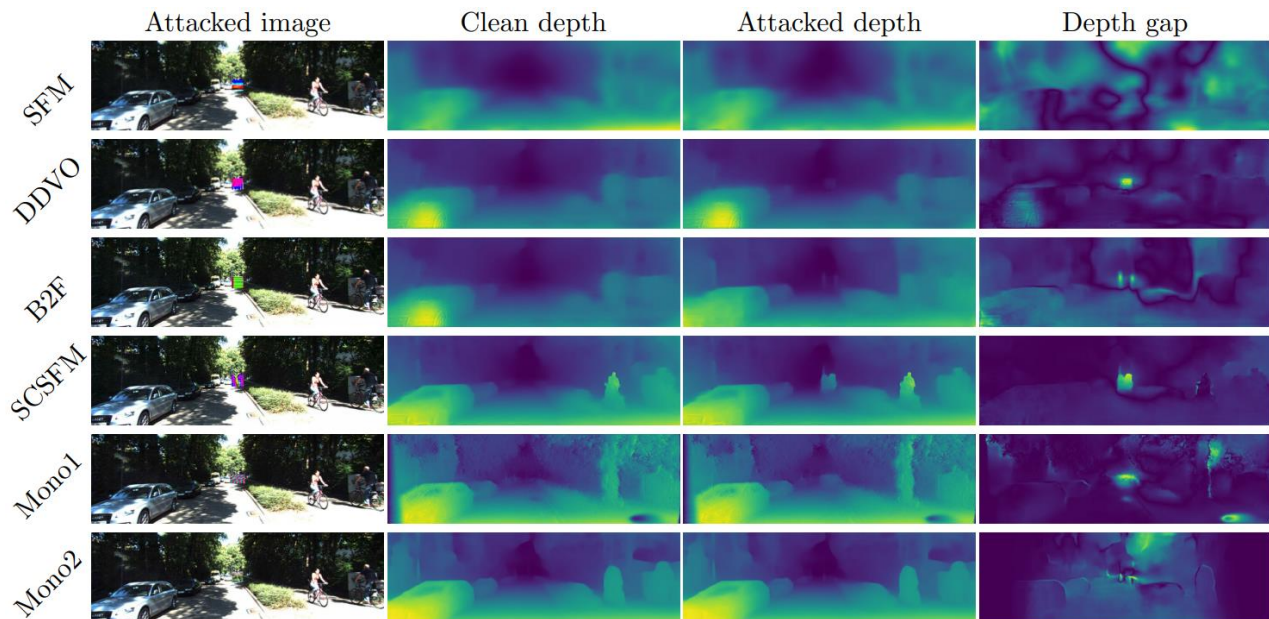 Attacked image Clean depth Attacked depth Depth gap
SFM
DDVO
B2F
SCSFM
Mono1
Mono2